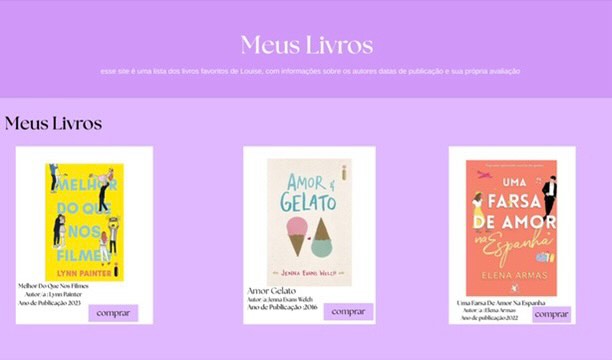 Meus Livros
esse site é uma lista dos livros favoritos de Louise, com informações sobre os autores datas de publicação e sua própria avaliação
Meus Livros
MELHOR
DO QUE
NOS
FILMES
LYNN PAINTER
Melhor Do Que Nos Filmes
Autor :a :Lynn Painter
Ano de Publicação 2023
comprar
AMOR &
GELATO
JENNA EVANS WELCH
Amor Gelato
Autor :a Jenna Evans Welch
Ano de Publicação :2016
comprar
UMA
FARSA
DE AMOR
na Espanha
ELENA ARMAS
Uma Farsa De Amor Na Espanha
Autor:a :Elena Armas
Ano de publicação 2022
comprar